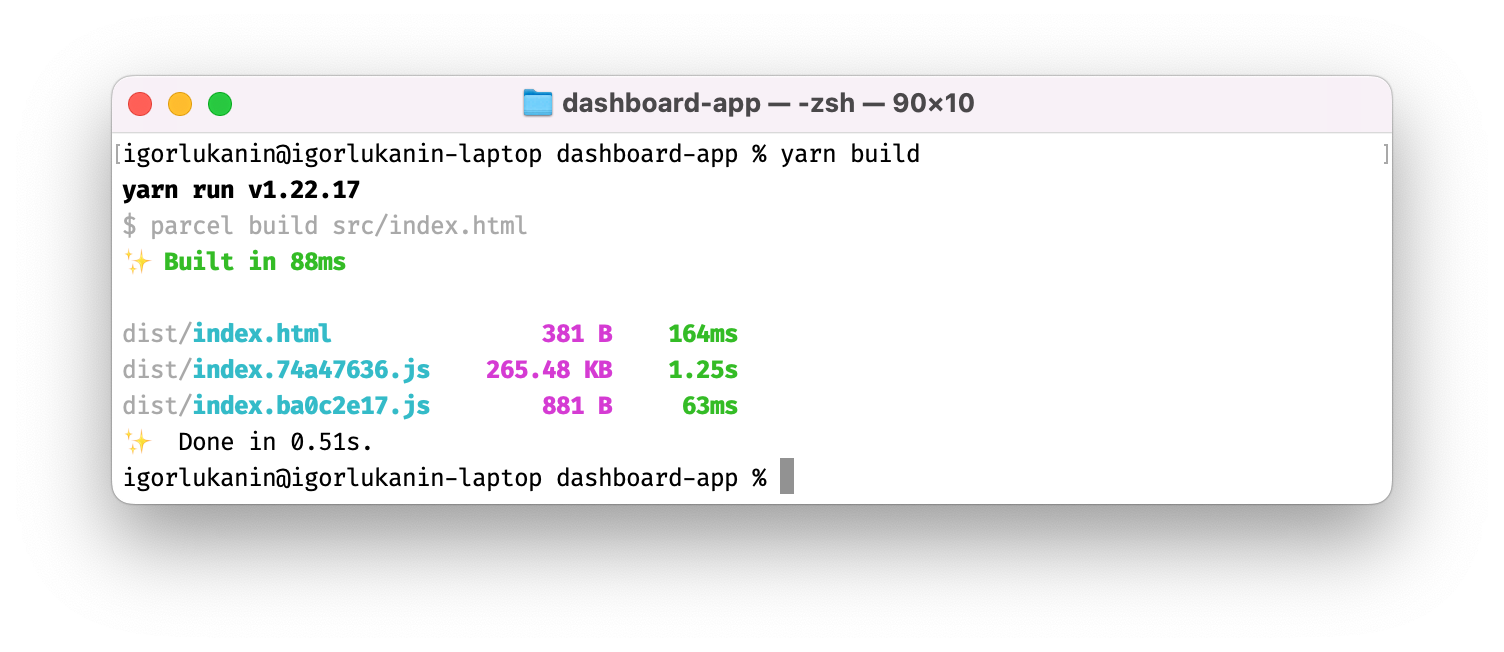 dashboard-app — -zsh — 90×10
[igorlukanin@igorlukanin-laptop dashboard-app % yarn build ]
yarn run v1.22.17
$ parcel build src/index.html
✨ Built in 88ms
dist/index.html 381 B 164ms
dist/index.74a47636.js 265.48 KB 1.25s
dist/index.ba0c2e17.js 881 B 63ms
✨ Done in 0.51s.
igorlukanin@igorlukanin-laptop dashboard-app %